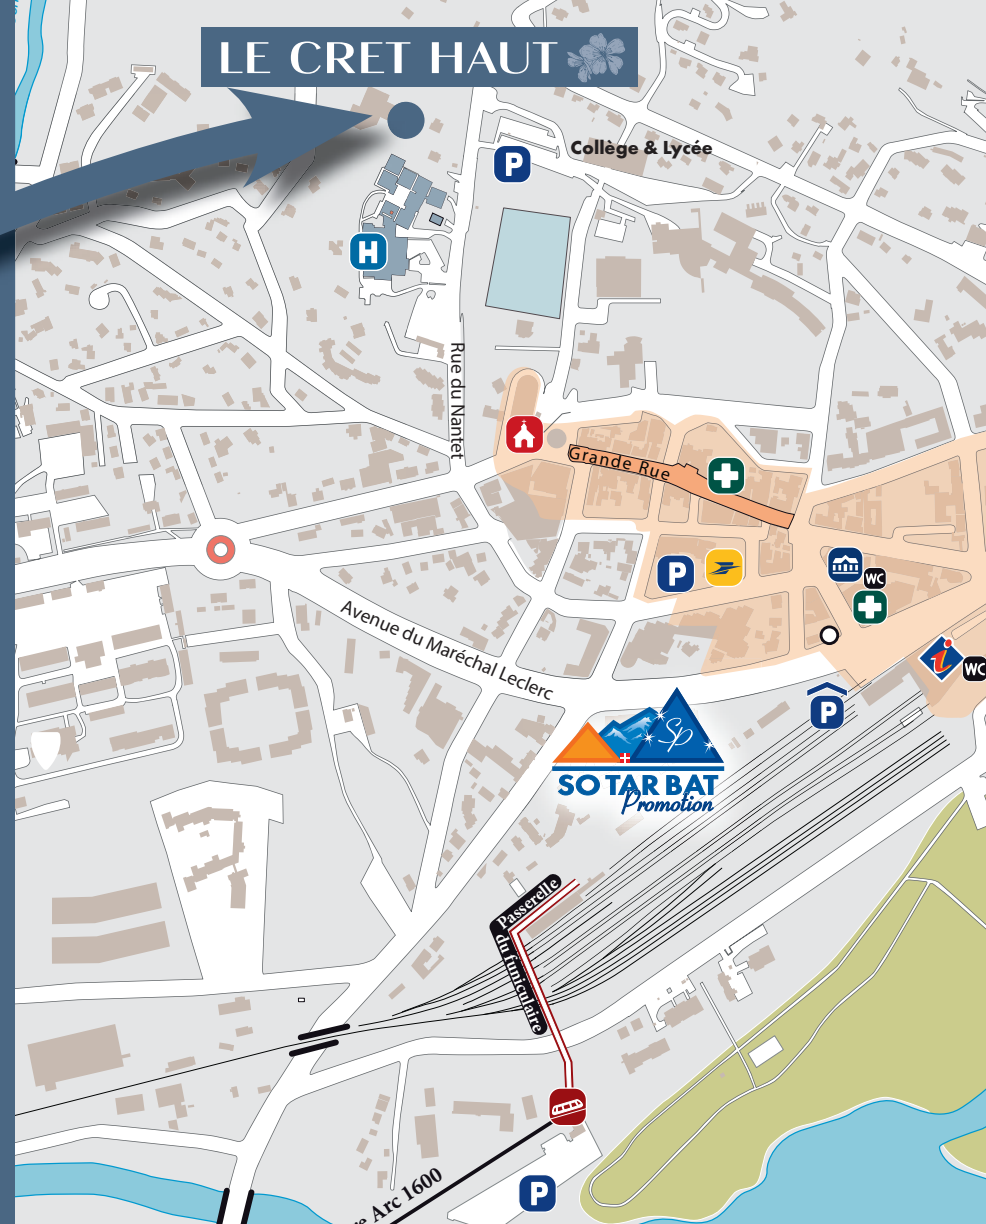 LE CRET HAUT
Collège & Lycée
P
H
Rue du Nantet
Grande Rue
P
WC
Avenue du Maréchal Leclerc
i
WC
P
Sp
SO TAR BAT
Promotion
Passerelle
du funiculaire
Arc 1600
P